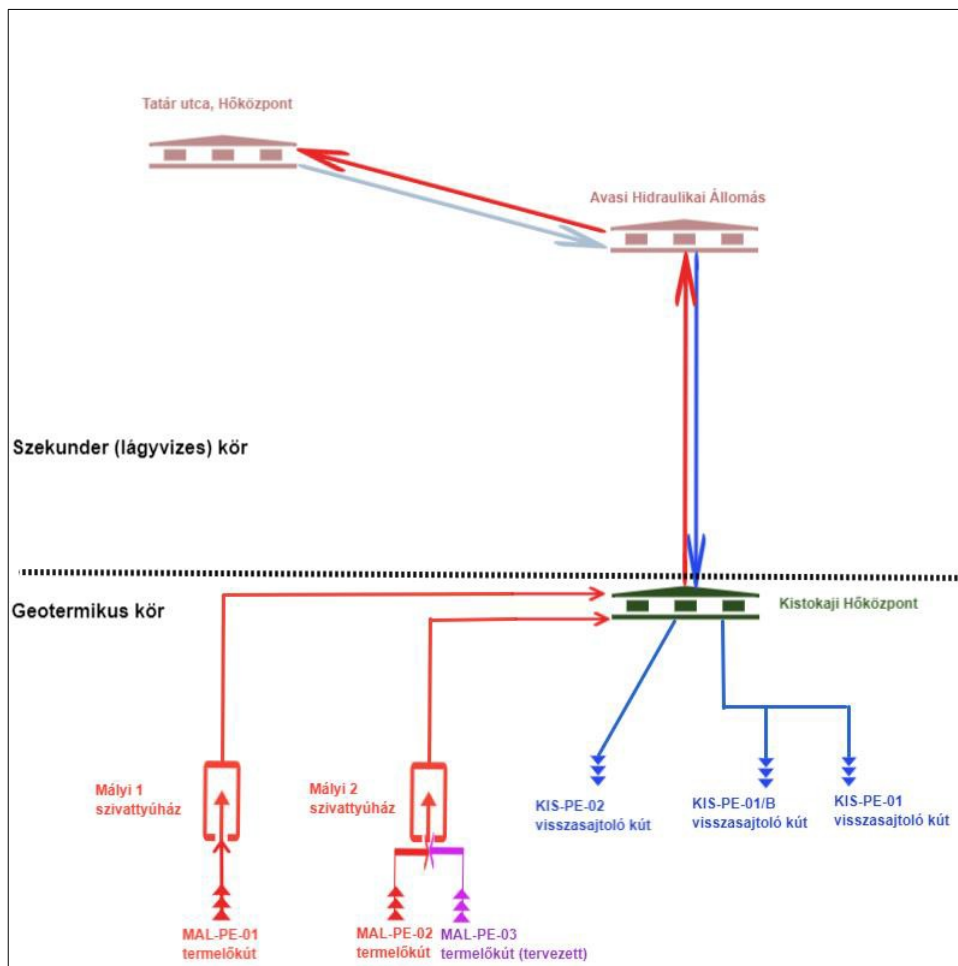 Tatár utca, Hőközpont
Avasi Hidraulikai Állomás
Szekunder (lágyvizes) kör
Geotermikus kör
Kistokaji Hőközpont
Mályi 1
szivattyúház
Mályi 2
szivattyúház
KIS-PE-02
visszasajtoló kút
KIS-PE-01/B
visszasajtoló kút
KIS-PE-01
visszasajtoló kút
MAL-PE-01
termelőkút
MAL-PE-02
termelőkút
MAL-PE-03
termelőkút (tervezett)